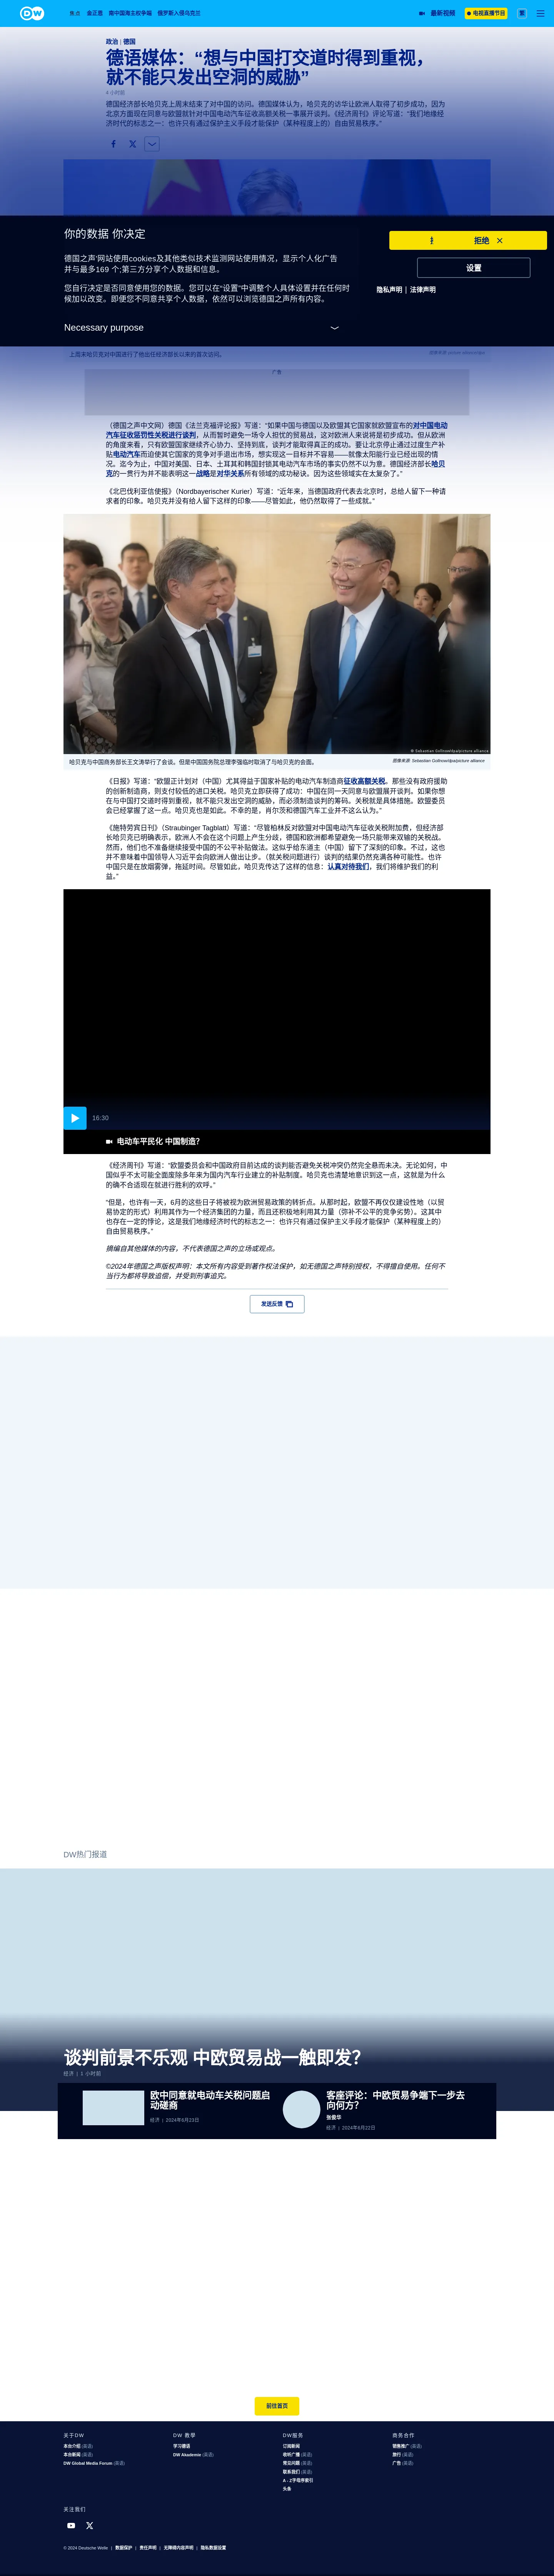 DW
焦点
金正恩
南中国海主权争端
俄罗斯入侵乌克兰
最新视频
电视直播节目
繁
政治 | 德国
德语媒体：“想与中国打交道时得到重视，
就不能只发出空洞的威胁”
德国经济部长哈贝克上周末结束了对中国的访问。德国媒体认为，哈贝克的访华让欧洲人取得了初步成功，因为
北京方面现在同意与欧盟就针对中国电动汽车征收高额关税一事展开谈判。《经济周刊》评论写道：“我们地缘经
济时代的标志之一：也许只有通过保护主义手段才能保护（某种程度上的）自由贸易秩序。”
你的数据 你决定
德国之声'网站使用cookies及其他类似技术监测网站使用情况，显示个人化广告
并与最多169 个;第三方分享个人数据和信息。
您自行决定是否同意使用您的数据。您可以在“设置”中调整个人具体设置并在任何时
候加以改变。即便您不同意共享个人数据，依然可以浏览德国之声所有内容。
Necessary purpose
拒绝
设置
隐私声明 | 法律声明
上周末哈贝克对中国进行了他出任经济部长以来的首次访问。
广告
（德国之声中文网）德国《法兰克福评论报》写道：“如果中国与德国以及欧盟其它国家就欧盟宣布的对中国电动
汽车征收惩罚性关税进行谈判，从而暂时避免一场令人担忧的贸易战，这对欧洲人来说将是初步成功。但从欧洲
的角度来看，只有欧盟国家继续齐心协力、坚持到底，谈判才能取得真正的成功。要让北京停止通过过度生产补
贴电动汽车而迫使其它国家的竞争对手退出市场，想实现这一目标并不容易——就像太阳能行业已经出现的情
况。迄今为止，中国对美国、日本、土耳其和韩国封锁其电动汽车市场的事实仍然不以为意。德国经济部长哈贝
克的一贯行为并不能表明这一战略是对华关系所有领域的成功秘诀。因为这些领域实在太复杂了。”
《北巴伐利亚信使报》（Nordbayerischer Kurier）写道：“近年来，当德国政府代表去北京时，总给人留下一种请
求者的印象。哈贝克并没有给人留下这样的印象——尽管如此，他仍然取得了一些成就。”
© Sebastian Gollnow/dpa/picture alliance
哈贝克与中国商务部长王文涛举行了会谈。但是中国国务院总理李强临时取消了与哈贝克的会面。
图像来源: Sebastian Gollnow/dpa/picture alliance
《日报》写道：“欧盟正计划对（中国）尤其得益于国家补贴的电动汽车制造商征收高额关税。那些没有政府援助
的创新制造商，则支付较低的进口关税。哈贝克立即获得了成功：中国在同一天同意与欧盟展开谈判。如果你想
在与中国打交道时得到重视，就不能只发出空洞的威胁，而必须制造谈判的筹码。关税就是具体措施。欧盟委员
会已经掌握了这一点。哈贝克也是如此。不幸的是，肖尔茨和德国汽车工业并不这么认为。”
《施特劳宾日刊》（Straubinger Tagblatt）写道：“尽管柏林反对欧盟对中国电动汽车征收关税附加费，但经济部
长哈贝克已明确表示，欧洲人不会在这个问题上产生分歧，德国和欧洲都希望避免一场只能带来双重输的关税战。
然而，他们也不准备继续接受中国的不公平补贴做法。这似乎给东道主（中国）留下了深刻的印象。不过，这也
并不意味着中国领导人习近平会向欧洲人做出让步。（就关税问题进行）谈判的结果仍然充满各种可能性。也许
中国只是在放烟雾弹，拖延时间。尽管如此，哈贝克传达了这样的信息：认真对待我们，我们将维护我们的利
益。”
16:30
电动车平民化 中国制造？
《经济周刊》写道：“欧盟委员会和中国政府目前达成的谈判能否避免关税冲突仍然完全悬而未决。无论如何，中
国似乎不太可能全面废除多年来为国内汽车行业建立的补贴制度。哈贝克也清楚地意识到这一点，这就是为什么
的确不合适现在就进行胜利的欢呼。”
“但是，也许有一天，6月的这些日子将被视为欧洲贸易政策的转折点。从那时起，欧盟不再仅仅建设性地（以贸
易协定的形式）利用其作为一个经济集团的力量，而且还积极地利用其力量（弥补不公平的竞争劣势）。这其中
也存在一定的悖论，这是我们地缘经济时代的标志之一：也许只有通过保护主义手段才能保护（某种程度上的）
自由贸易秩序。”
摘编自其他媒体的内容，不代表德国之声的立场或观点。
©2024年德国之声版权声明：本文所有内容受到著作权法保护，如无德国之声特别授权，不得擅自使用。任何不
当行为都将导致追偿，并受到刑事追究。
发送反馈
DW热门报道
谈判前景不乐观 中欧贸易战一触即发？
经济 | 1 小时前
欧中同意就电动车关税问题启
动磋商
经济 | 2024年6月23日
客座评论：中欧贸易争端下一步去
向何方？
张俊华
经济 | 2024年6月22日
前往首页
关于DW
本台介绍 (英语)
本台新闻 (英语)
DW Global Media Forum (英语)
DW 教学
学习德语
DW Akademie (英语)
DW服务
订阅新闻
收听广播 (英语)
常见问题 (英语)
联系我们 (英语)
A - Z字母序索引
头条
商务合作
销售推广 (英语)
旅行 (英语)
广告 (英语)
关注我们
© 2024 Deutsche Welle | 数据保护 | 责任声明 | 无障碍内容声明 | 隐私数据设置